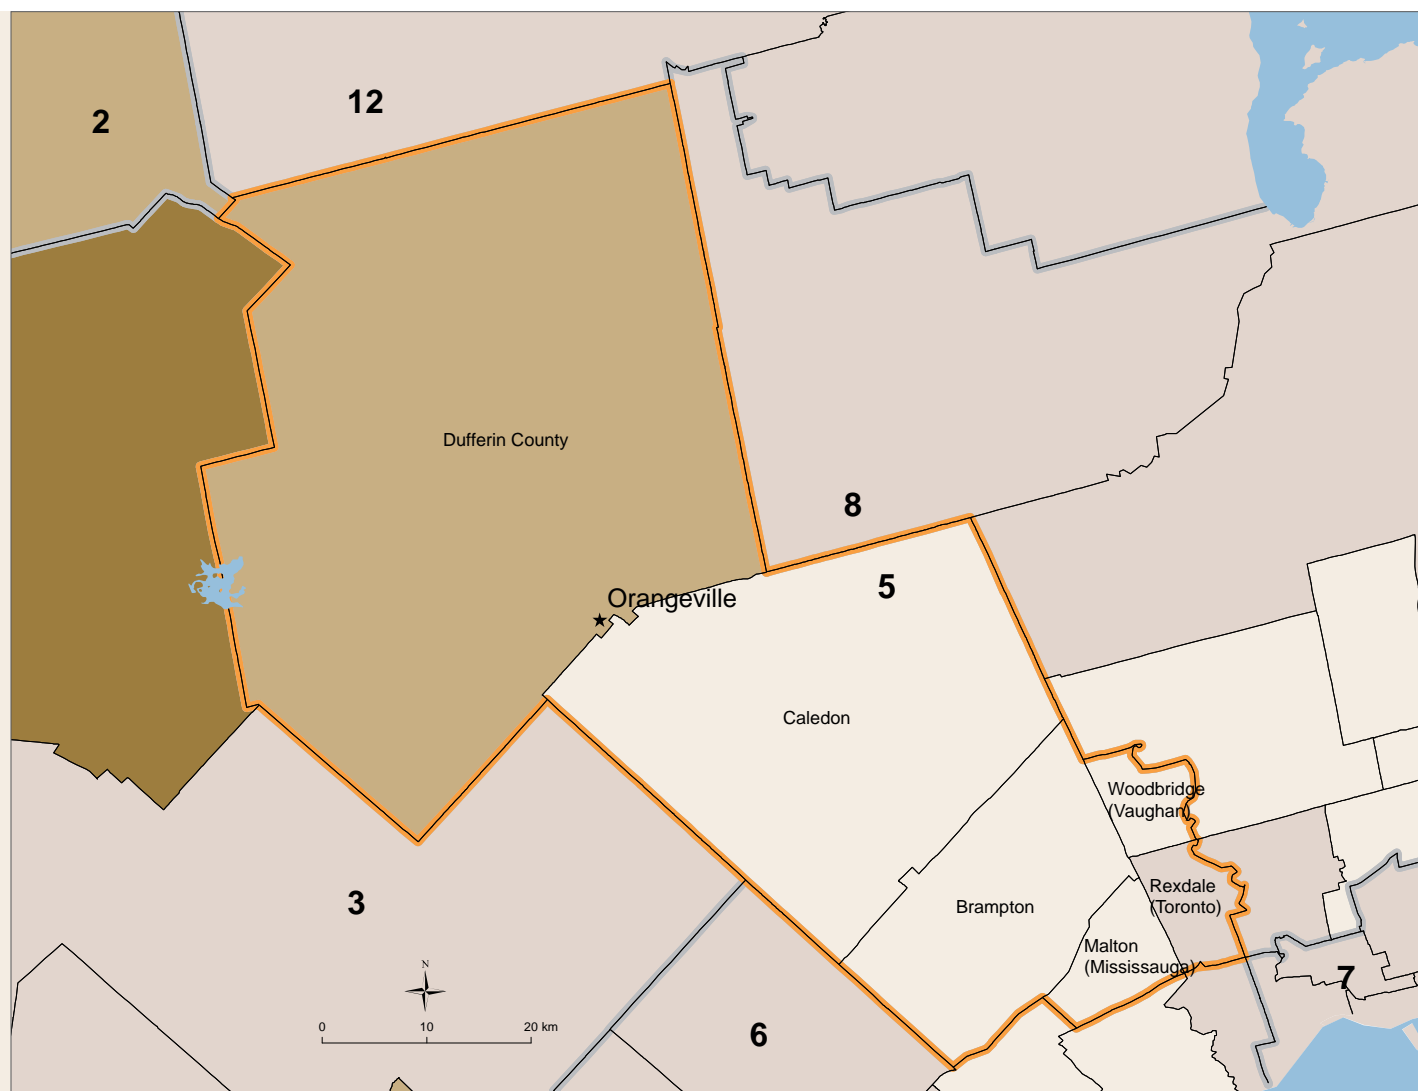 2
12
Dufferin County
8
5
Orangeville
Caledon
Woodbridge
(Vaughan)
Rexdale
(Toronto)
3
Brampton
Malton
(Mississauga)
N
7
0 10 20 km
6